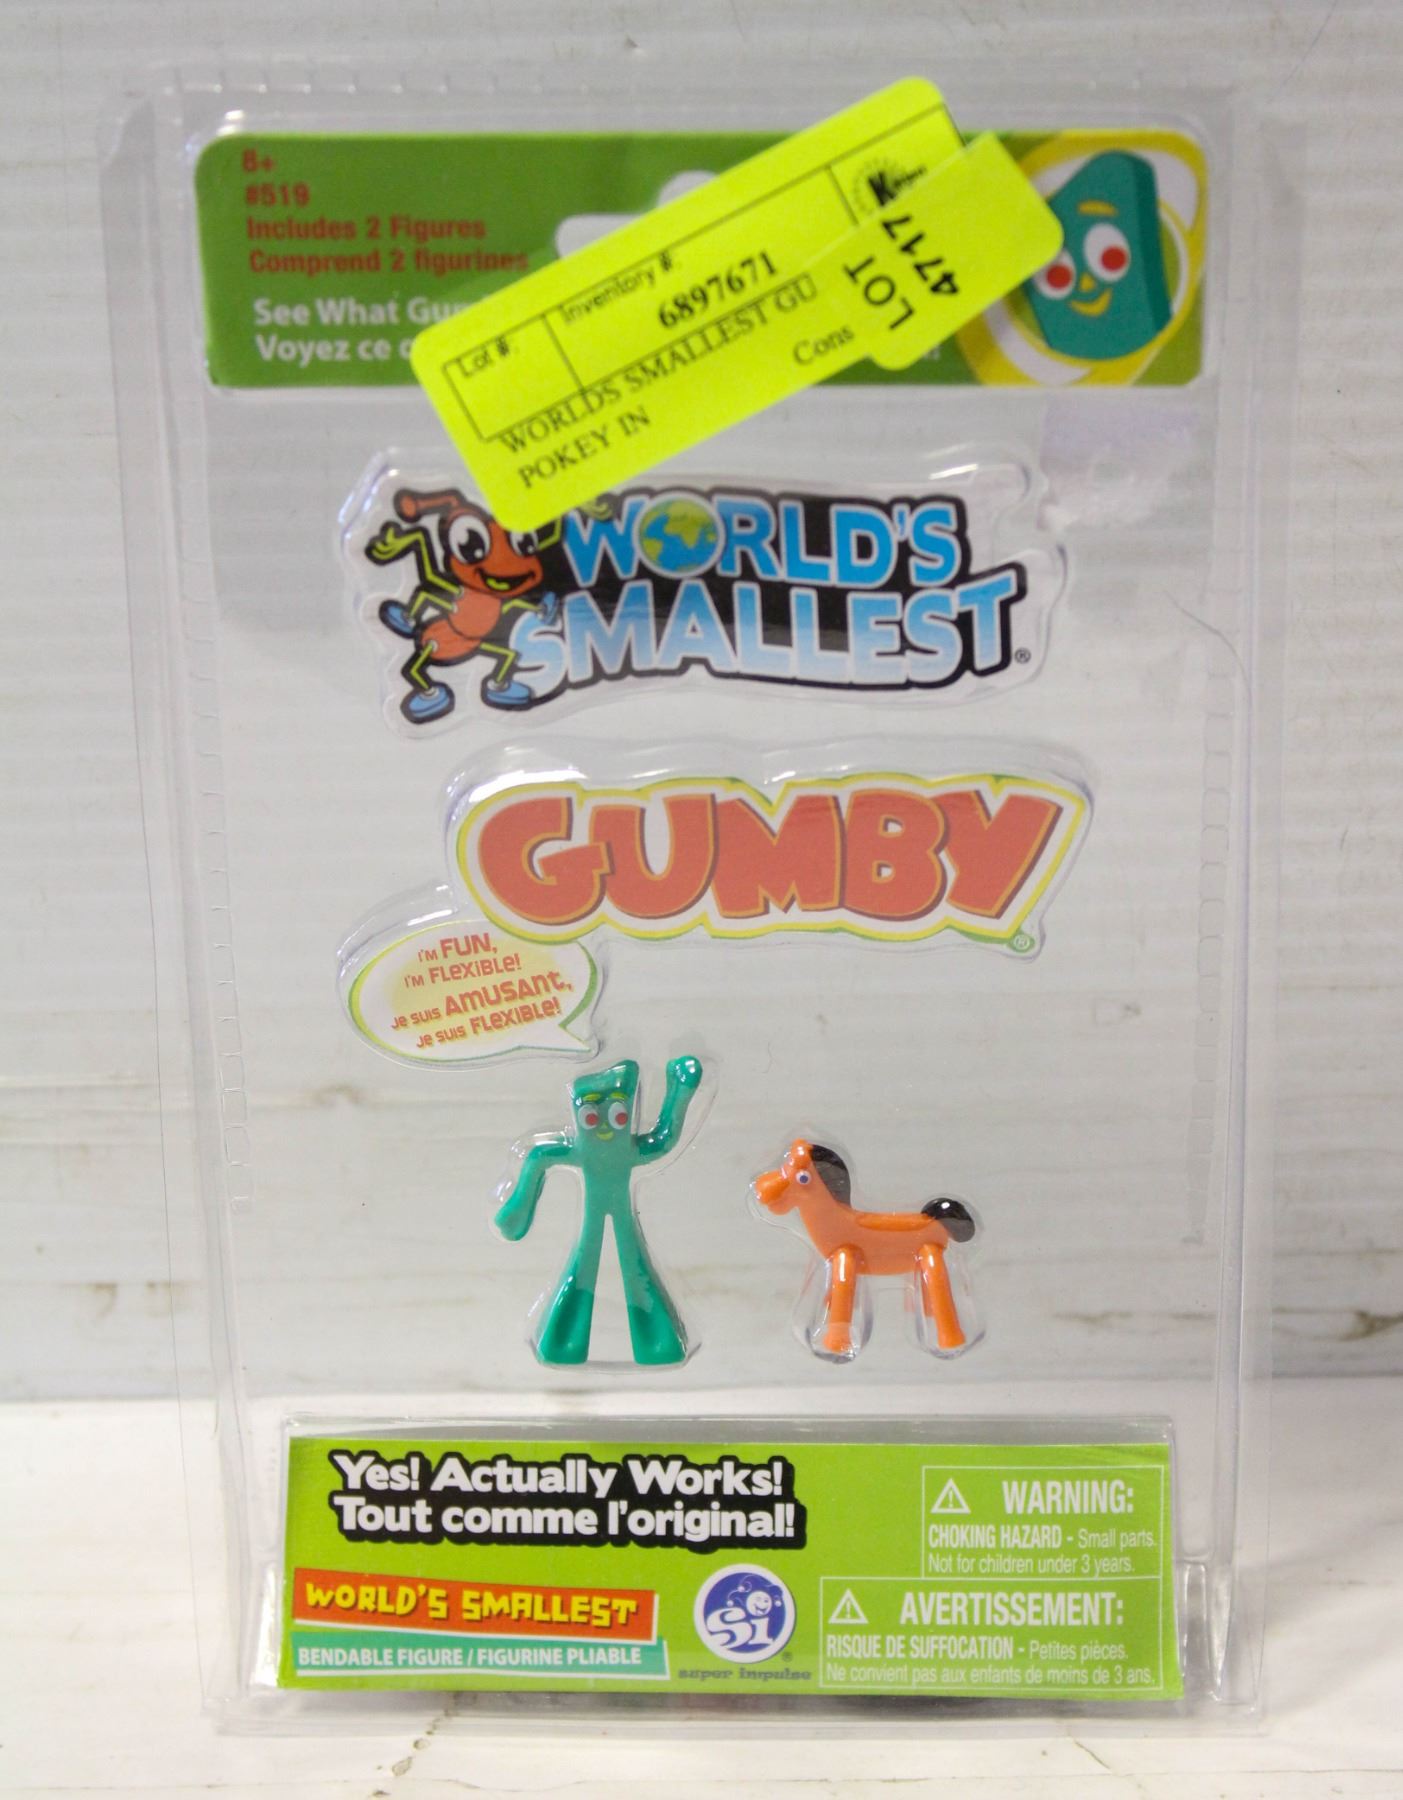 8+
#519
Includes 2 Figures
Comprend 2 figurines
See What
Voyez ce
Lot #:
Inventory #:
6897671
WORLDS SMALLEST GU
POKEY IN
Cons
LOT
4717
WORLD'S
SMALLEST®
GUMBY®
I'M FUN,
I'M FLEXIBLE!
JE SUIS AMUSANT,
JE SUIS FLEXIBLE!
Yes! Actually Works!
Tout comme l'original!
WORLD'S SMALLEST
BENDABLE FIGURE / FIGURINE PLIABLE
Si®
super impulse
WARNING:
CHOKING HAZARD - Small parts.
Not for children under 3 years.
AVERTISSEMENT:
RISQUE DE SUFFOCATION - Petites pièces.
Ne convient pas aux enfants de moins de 3 ans.